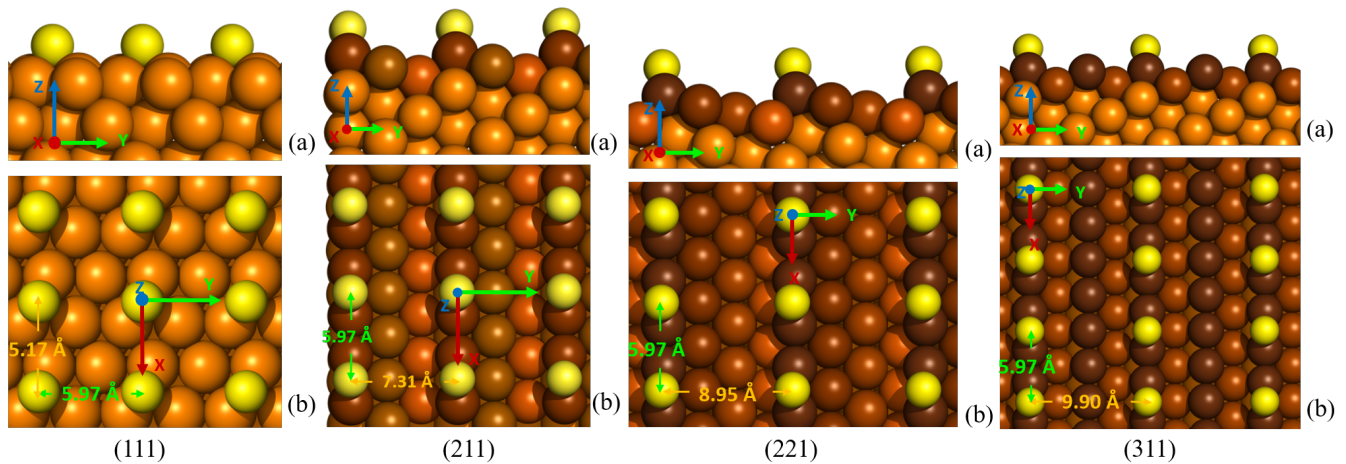 Z
X
Y
(a)
Z
Y
X
5.17 Å
5.97 Å
(b)
(111)
Z
X
Y
(a)
Y
Z
X
5.97 Å
7.31 Å
(b)
(211)
Z
X
Y
(a)
Z
Y
X
5.97 Å
8.95 Å
(b)
(221)
Z
X
Y
(a)
Z
Y
X
5.97 Å
9.90 Å
(b)
(311)